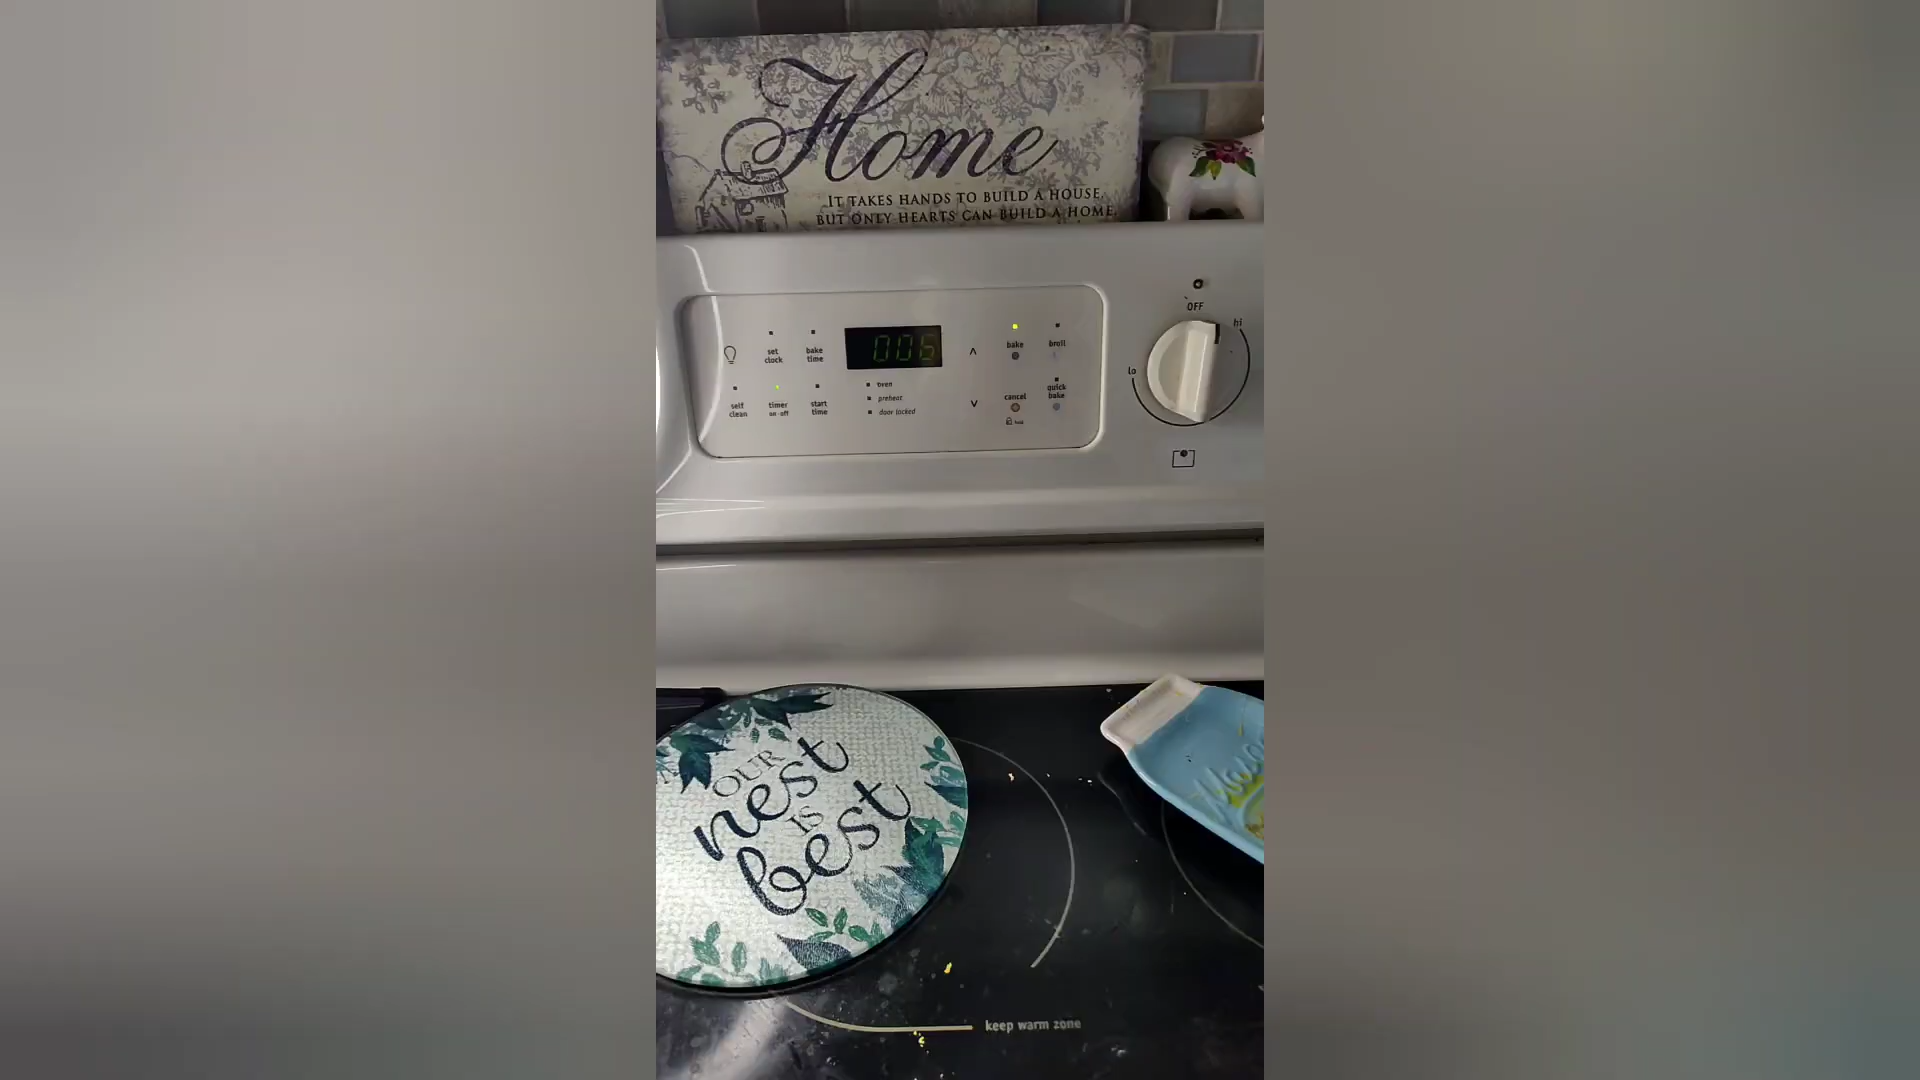 Home
IT TAKES HANDS TO BUILD A HOUSE,
BUT ONLY HEARTS CAN BUILD A HOME.
OFF
hi
lo
006
set clock
bake time
bake
broil
oven
preheat
door locked
self clean
timer
on·off
start time
cancel
quick bake
OUR
nest
IS
best
keep warm zone